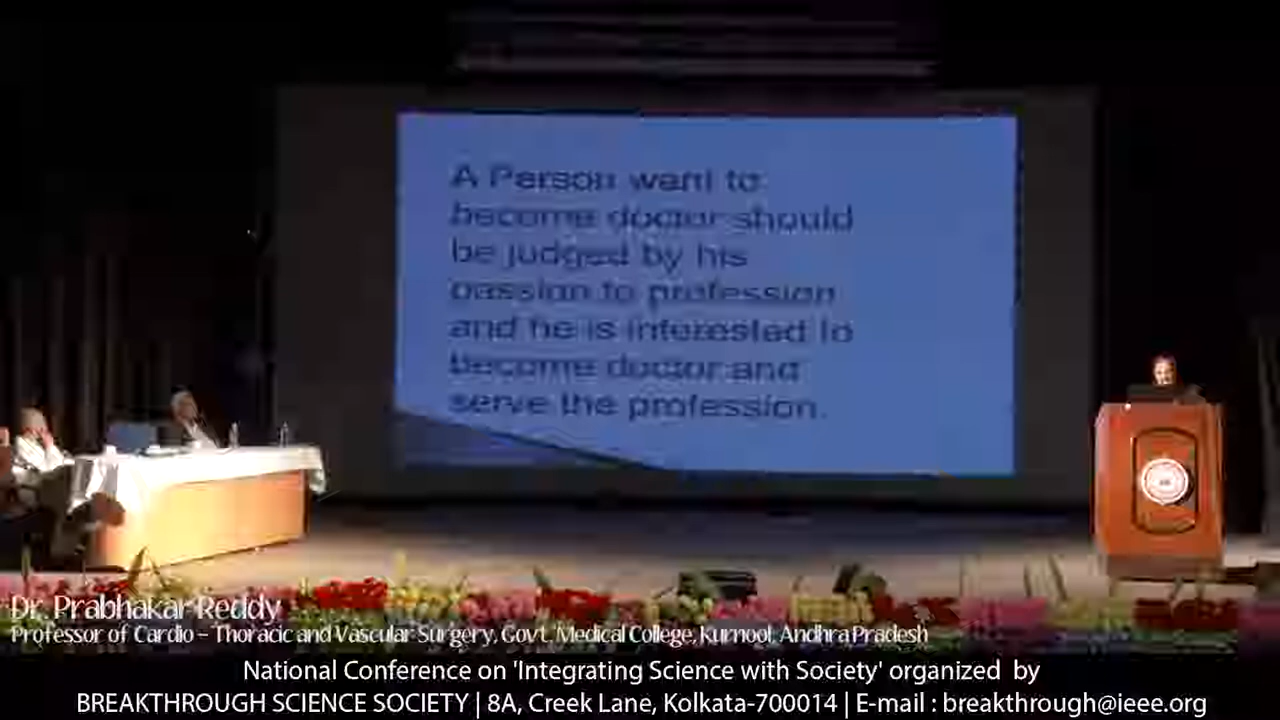 A Person want to
become doctor should
be judged by his
passion to profession
and he is interested to
become doctor and
serve the profession.
Dr. Prabhakar Reddy
Professor of Cardio - Thoracic and Vascular Surgery, Govt. Medical College, Kurnool, Andhra Pradesh
National Conference on 'Integrating Science with Society' organized by
BREAKTHROUGH SCIENCE SOCIETY | 8A, Creek Lane, Kolkata-700014 | E-mail : breakthrough@ieee.org